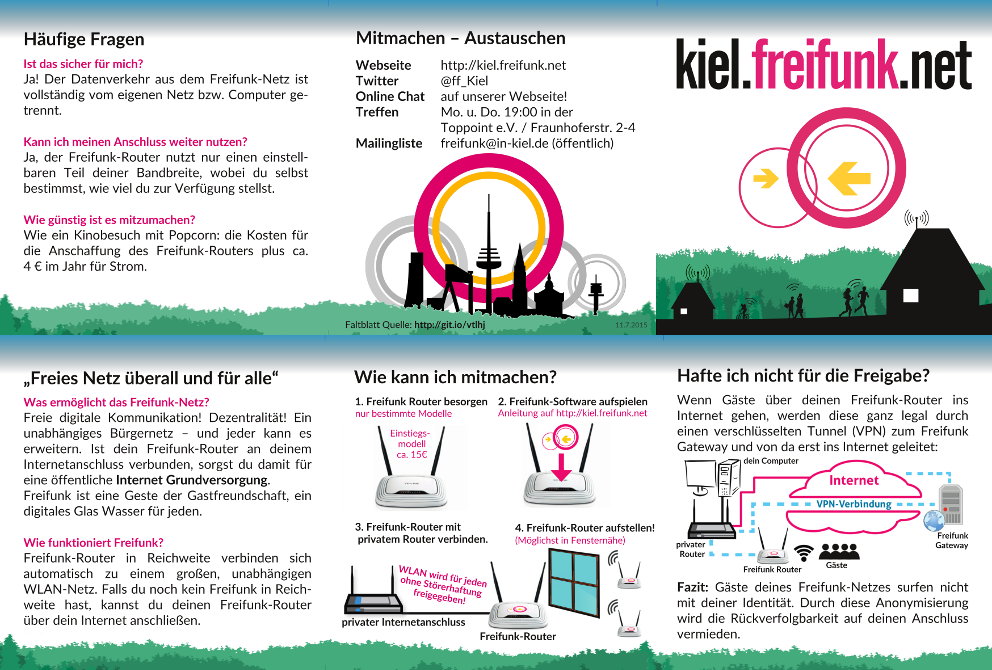 Häufige Fragen
Ist das sicher für mich?
Ja! Der Datenverkehr aus dem Freifunk-Netz ist
vollständig vom eigenen Netz bzw. Computer ge-
trennt.
Kann ich meinen Anschluss weiter nutzen?
Ja, der Freifunk-Router nutzt nur einen einstell-
baren Teil deiner Bandbreite, wobei du selbst
bestimmst, wie viel du zur Verfügung stellst.
Wie günstig ist es mitzumachen?
Wie ein Kinobesuch mit Popcorn: die Kosten für
die Anschaffung des Freifunk-Routers plus ca.
4 € im Jahr für Strom.
Mitmachen – Austauschen
Webseite http://kiel.freifunk.net
Twitter @ff_Kiel
Online Chat auf unserer Webseite!
Treffen Mo. u. Do. 19:00 in der
Toppoint e.V. / Fraunhoferstr. 2-4
Mailingliste freifunk@in-kiel.de (öffentlich)
Faltblatt Quelle: http://git.io/vtlhj
11.7.2015
kiel.freifunk.net
„Freies Netz überall und für alle“
Was ermöglicht das Freifunk-Netz?
Freie digitale Kommunikation! Dezentralität! Ein
unabhängiges Bürgernetz – und jeder kann es
erweitern. Ist dein Freifunk-Router an deinem
Internetanschluss verbunden, sorgst du damit für
eine öffentliche Internet Grundversorgung.
Freifunk ist eine Geste der Gastfreundschaft, ein
digitales Glas Wasser für jeden.
Wie funktioniert Freifunk?
Freifunk-Router in Reichweite verbinden sich
automatisch zu einem großen, unabhängigen
WLAN-Netz. Falls du noch kein Freifunk in Reich-
weite hast, kannst du deinen Freifunk-Router
über dein Internet anschließen.
Wie kann ich mitmachen?
1. Freifunk Router besorgen
nur bestimmte Modelle
Einstiegs-
modell
ca. 15€
2. Freifunk-Software aufspielen
Anleitung auf http://kiel.freifunk.net
3. Freifunk-Router mit
privatem Router verbinden.
WLAN wird für jeden
ohne Störerhaftung
freigegeben!
privater Internetanschluss
4. Freifunk-Router aufstellen!
(Möglichst in Fensternähe)
Freifunk-Router
Hafte ich nicht für die Freigabe?
Wenn Gäste über deinen Freifunk-Router ins
Internet gehen, werden diese ganz legal durch
einen verschlüsselten Tunnel (VPN) zum Freifunk
Gateway und von da erst ins Internet geleitet:
dein Computer
Internet
VPN-Verbindung
privater
Router
Freifunk Router
Gäste
Freifunk
Gateway
Fazit: Gäste deines Freifunk-Netzes surfen nicht
mit deiner Identität. Durch diese Anonymisierung
wird die Rückverfolgbarkeit auf deinen Anschluss
vermieden.